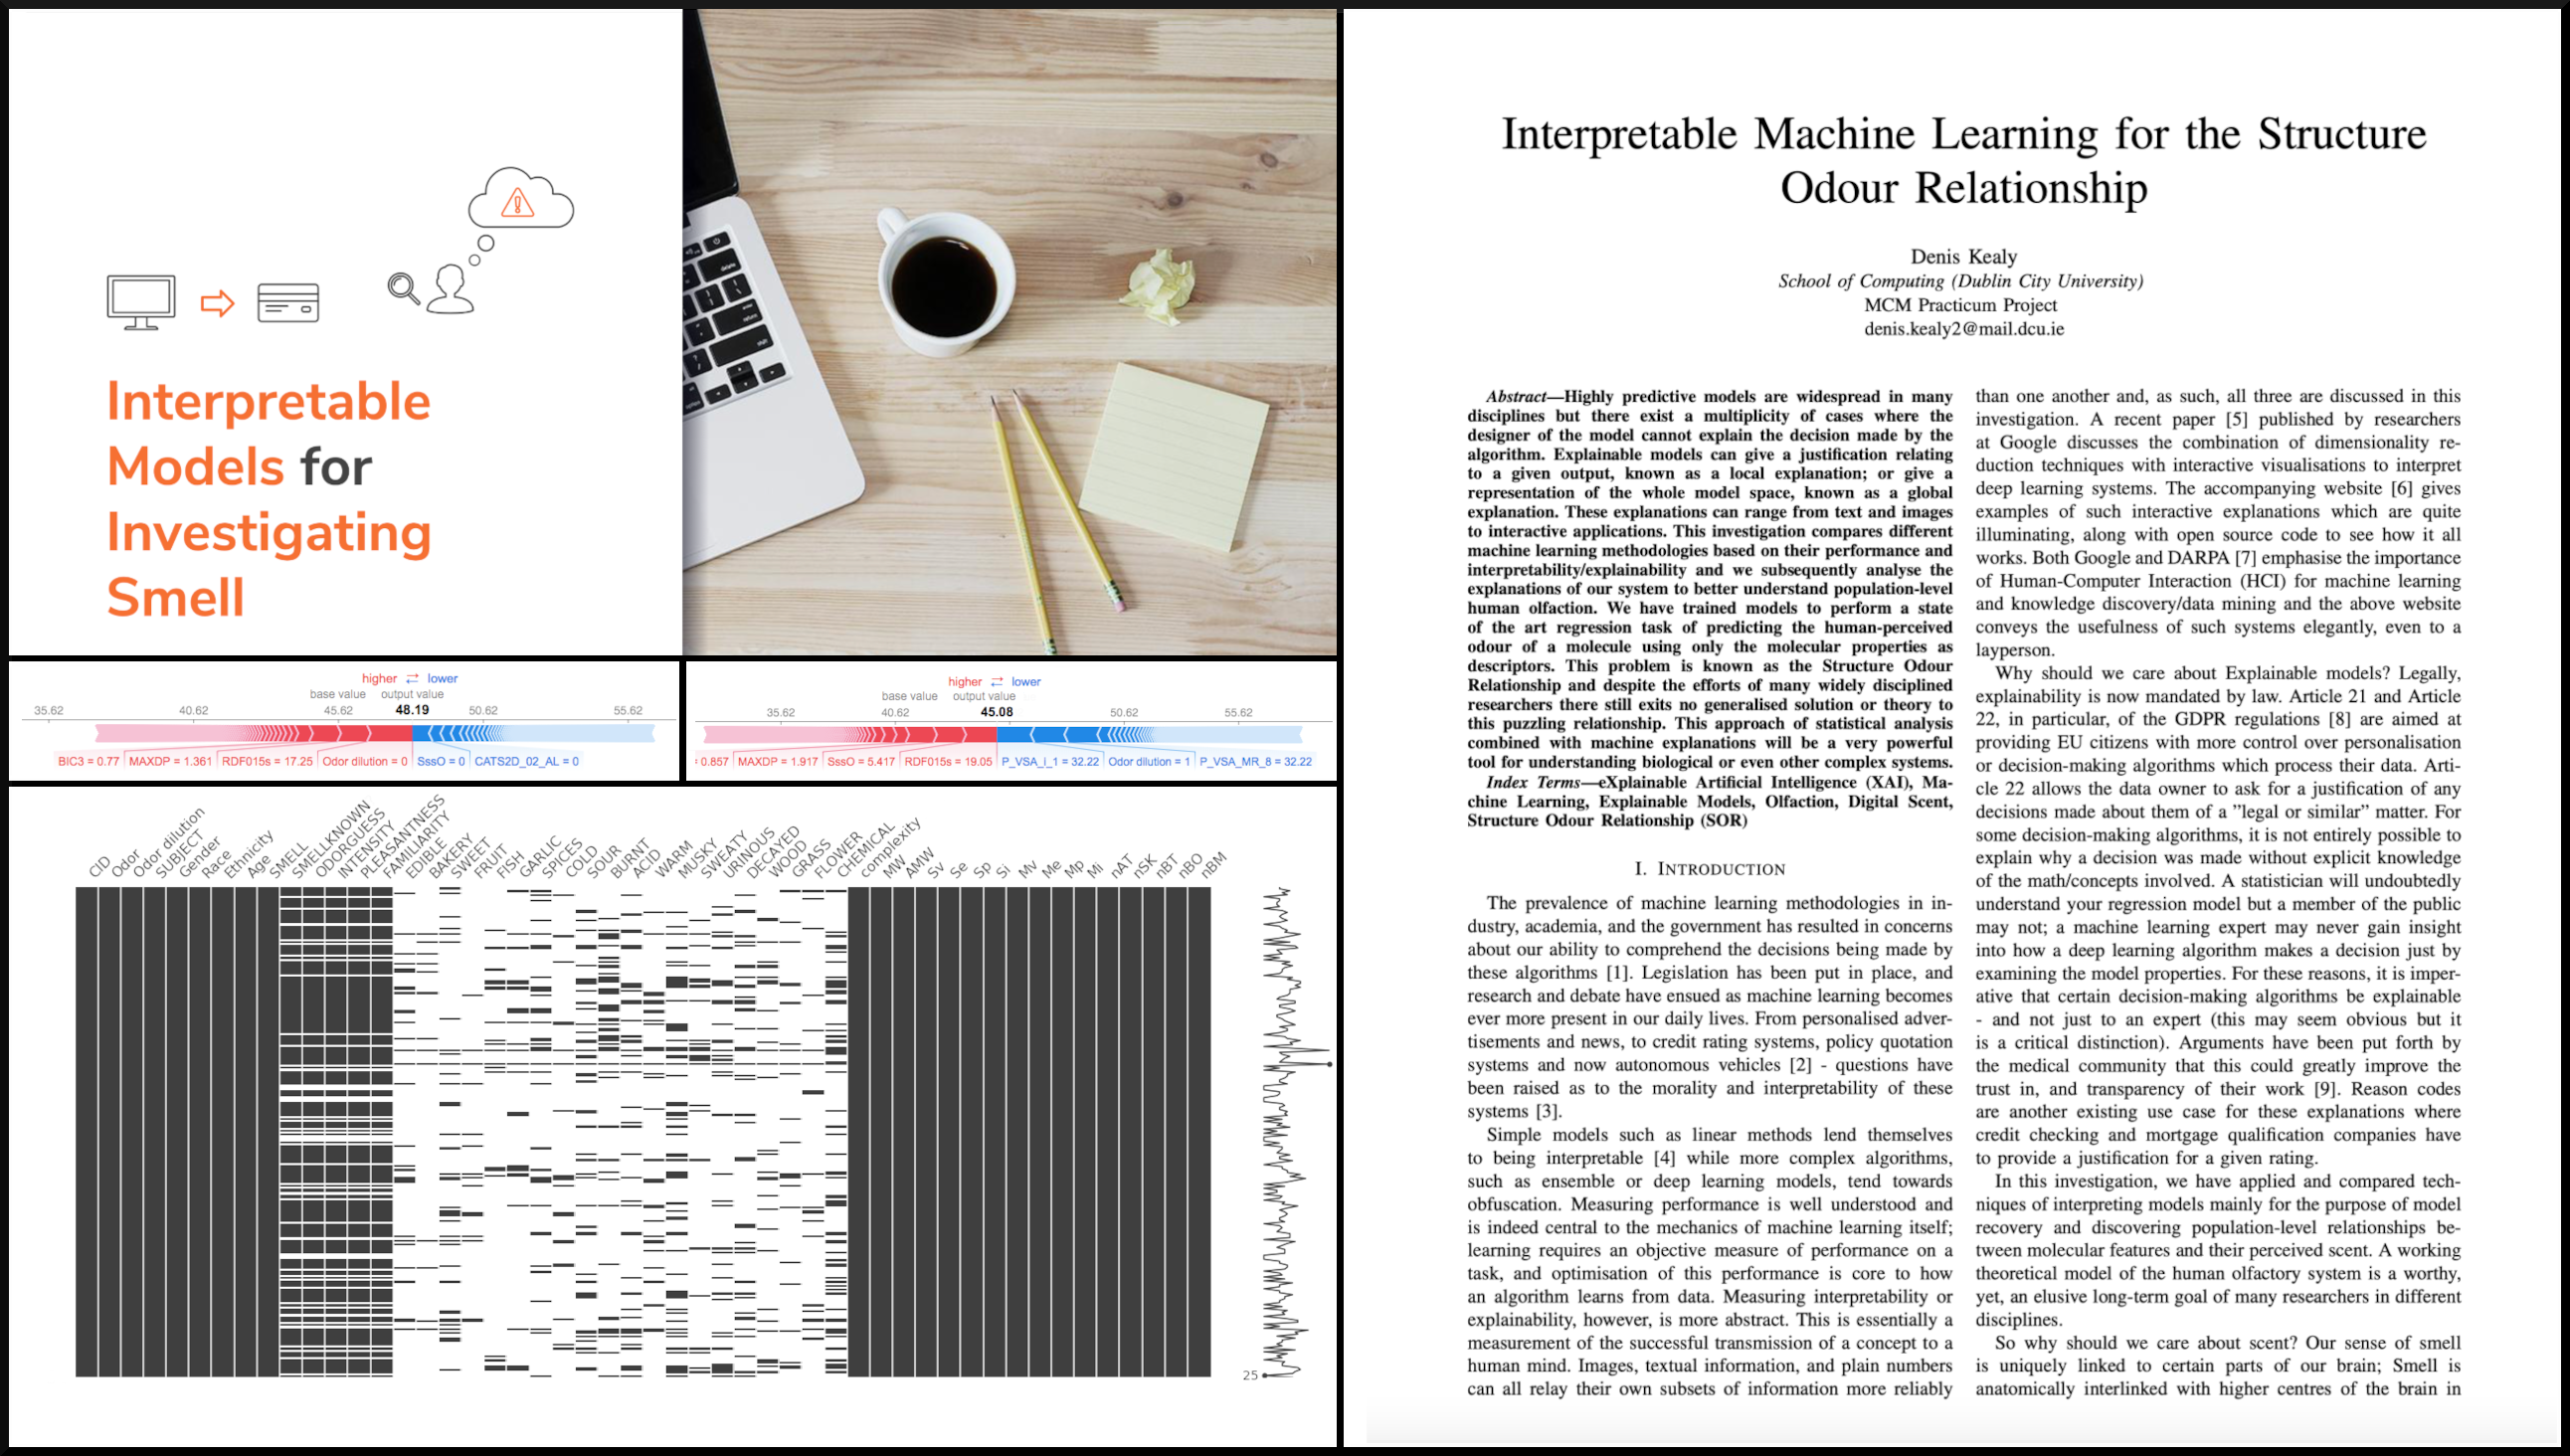 Interpretable
Models for
Investigating
Smell
higher ⇄ lower
base value output value
35.62 40.62 45.62 48.19 50.62 55.62
BIC3 = 0.77 MAXDP = 1.361 RDF015s = 17.25 Odor dilution = 0 SssO = 0 CATS2D_02_AL = 0
higher ⇄ lower
base value output value
35.62 40.62 45.08 50.62 55.62
0.857 MAXDP = 1.917 SssO = 5.417 RDF015s = 19.05 P_VSA_i_1 = 32.22 Odor dilution = 1 P_VSA_MR_8 = 32.22
CID
Odor
Odor dilution
SUBJECT
Gender
Race
Ethnicity
Age
SMELL
SMELLKNOWN
ODORGUESS
INTENSITY
PLEASANTNESS
FAMILIARITY
EDIBLE
BAKERY
SWEET
FRUIT
FISH
GARLIC
SPICES
COLD
SOUR
BURNT
ACID
WARM
MUSKY
SWEATY
URINOUS
DECAYED
WOOD
GRASS
FLOWER
CHEMICAL
complexity
MW
AMW
Sv
Se
Sp
Si
Mv
Me
Mp
Mi
nAT
nSK
nBT
nBO
nBM
25
Interpretable Machine Learning for the Structure
Odour Relationship
Denis Kealy
School of Computing (Dublin City University)
MCM Practicum Project
denis.kealy2@mail.dcu.ie
Abstract—Highly predictive models are widespread in many
disciplines but there exist a multiplicity of cases where the
designer of the model cannot explain the decision made by the
algorithm. Explainable models can give a justification relating
to a given output, known as a local explanation; or give a
representation of the whole model space, known as a global
explanation. These explanations can range from text and images
to interactive applications. This investigation compares different
machine learning methodologies based on their performance and
interpretability/explainability and we subsequently analyse the
explanations of our system to better understand population-level
human olfaction. We have trained models to perform a state
of the art regression task of predicting the human-perceived
odour of a molecule using only the molecular properties as
descriptors. This problem is known as the Structure Odour
Relationship and despite the efforts of many widely disciplined
researchers there still exits no generalised solution or theory to
this puzzling relationship. This approach of statistical analysis
combined with machine explanations will be a very powerful
tool for understanding biological or even other complex systems.
Index Terms—eXplainable Artificial Intelligence (XAI), Ma-
chine Learning, Explainable Models, Olfaction, Digital Scent,
Structure Odour Relationship (SOR)
I. INTRODUCTION
The prevalence of machine learning methodologies in in-
dustry, academia, and the government has resulted in concerns
about our ability to comprehend the decisions being made by
these algorithms [1]. Legislation has been put in place, and
research and debate have ensued as machine learning becomes
ever more present in our daily lives. From personalised adver-
tisements and news, to credit rating systems, policy quotation
systems and now autonomous vehicles [2] - questions have
been raised as to the morality and interpretability of these
systems [3].
Simple models such as linear methods lend themselves
to being interpretable [4] while more complex algorithms,
such as ensemble or deep learning models, tend towards
obfuscation. Measuring performance is well understood and
is indeed central to the mechanics of machine learning itself;
learning requires an objective measure of performance on a
task, and optimisation of this performance is core to how
an algorithm learns from data. Measuring interpretability or
explainability, however, is more abstract. This is essentially a
measurement of the successful transmission of a concept to a
human mind. Images, textual information, and plain numbers
can all relay their own subsets of information more reliably
than one another and, as such, all three are discussed in this
investigation. A recent paper [5] published by researchers
at Google discusses the combination of dimensionality re-
duction techniques with interactive visualisations to interpret
deep learning systems. The accompanying website [6] gives
examples of such interactive explanations which are quite
illuminating, along with open source code to see how it all
works. Both Google and DARPA [7] emphasise the importance
of Human-Computer Interaction (HCI) for machine learning
and knowledge discovery/data mining and the above website
conveys the usefulness of such systems elegantly, even to a
layperson.
Why should we care about Explainable models? Legally,
explainability is now mandated by law. Article 21 and Article
22, in particular, of the GDPR regulations [8] are aimed at
providing EU citizens with more control over personalisation
or decision-making algorithms which process their data. Arti-
cle 22 allows the data owner to ask for a justification of any
decisions made about them of a ”legal or similar” matter. For
some decision-making algorithms, it is not entirely possible to
explain why a decision was made without explicit knowledge
of the math/concepts involved. A statistician will undoubtedly
understand your regression model but a member of the public
may not; a machine learning expert may never gain insight
into how a deep learning algorithm makes a decision just by
examining the model properties. For these reasons, it is imper-
ative that certain decision-making algorithms be explainable
- and not just to an expert (this may seem obvious but it
is a critical distinction). Arguments have been put forth by
the medical community that this could greatly improve the
trust in, and transparency of their work [9]. Reason codes
are another existing use case for these explanations where
credit checking and mortgage qualification companies have
to provide a justification for a given rating.
In this investigation, we have applied and compared tech-
niques of interpreting models mainly for the purpose of model
recovery and discovering population-level relationships be-
tween molecular features and their perceived scent. A working
theoretical model of the human olfactory system is a worthy,
yet, an elusive long-term goal of many researchers in different
disciplines.
So why should we care about scent? Our sense of smell
is uniquely linked to certain parts of our brain; Smell is
anatomically interlinked with higher centres of the brain in